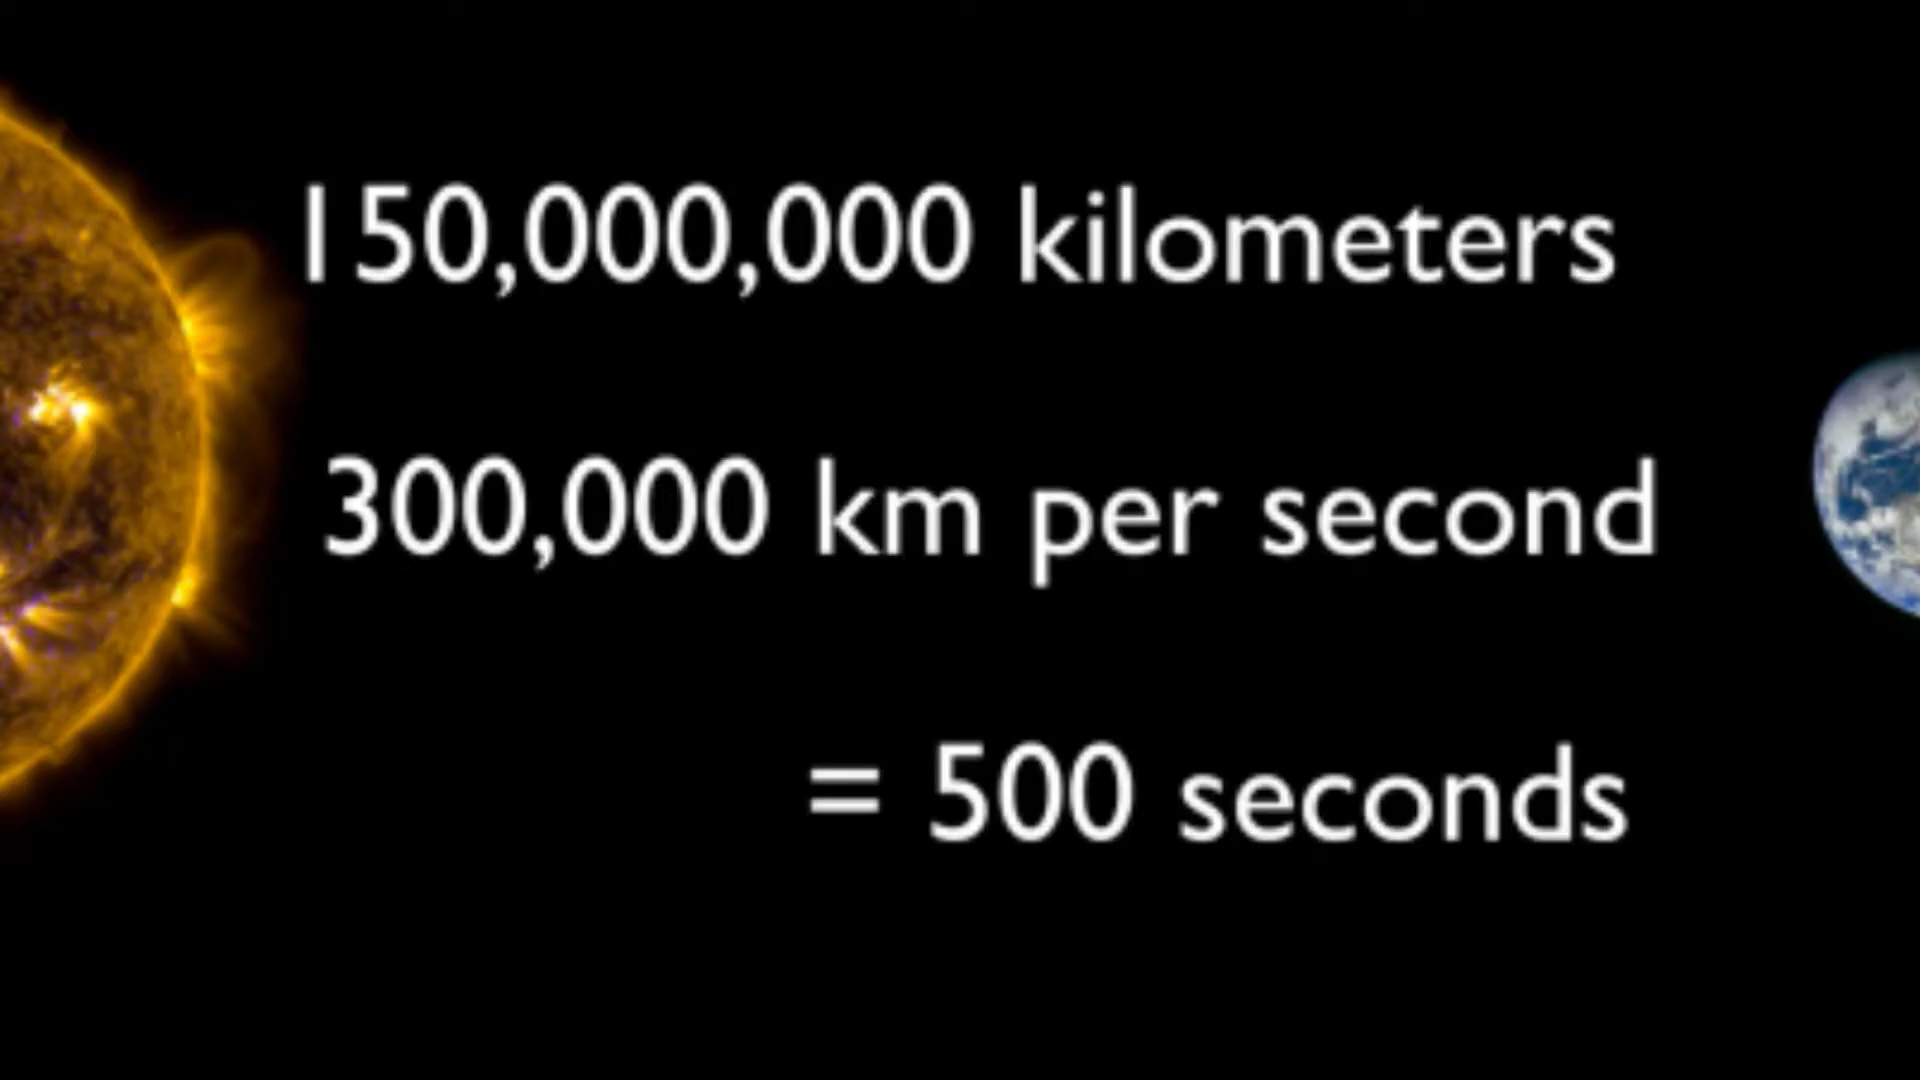 150,000,000 kilometers
300,000 km per second
= 500 seconds